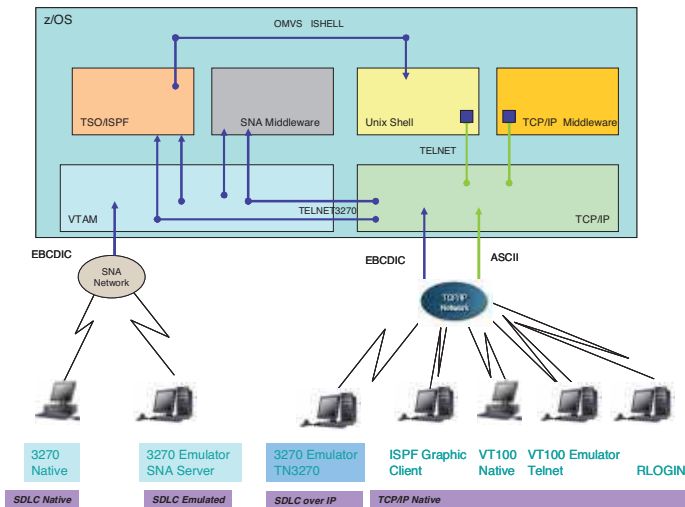 z/OS
OMVS ISHELL
TSO/ISPF
SNA Middleware
Unix Shell
TCP/IP Middleware
TELNET
VTAM
TELNET3270
TCP/IP
EBCDIC
SNA
Network
EBCDIC
ASCII
TCP/IP
Network
3270
Native
3270 Emulator
SNA Server
3270 Emulator
TN3270
ISPF Graphic
Client
VT100
Native
VT100 Emulator
Telnet
RLOGIN
SDLC Native
SDLC Emulated
SDLC over IP
TCP/IP Native